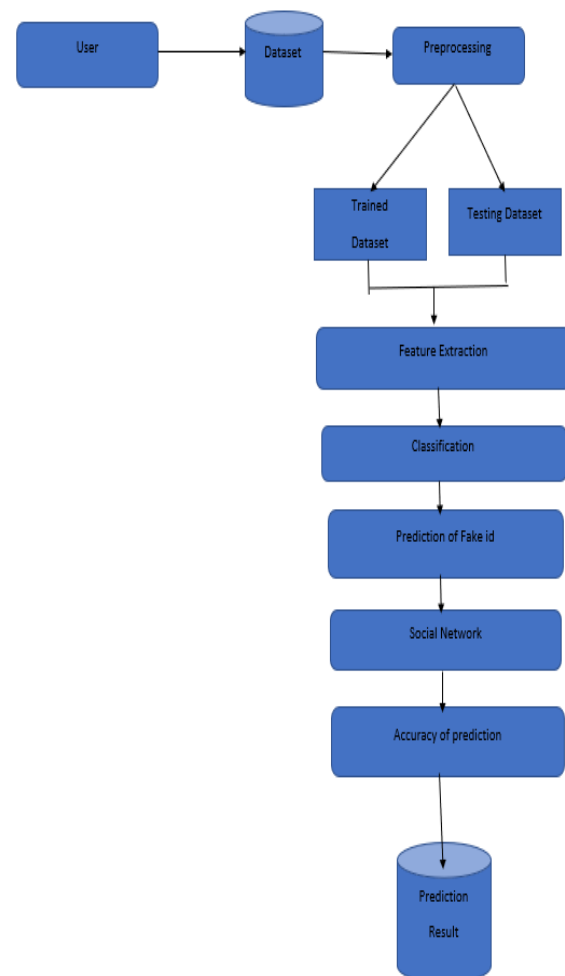 User
Dataset
Preprocessing
Trained
Dataset
Testing Dataset
Feature Extraction
Classification
Prediction of Fake id
Social Network
Accuracy of prediction
Prediction
Result